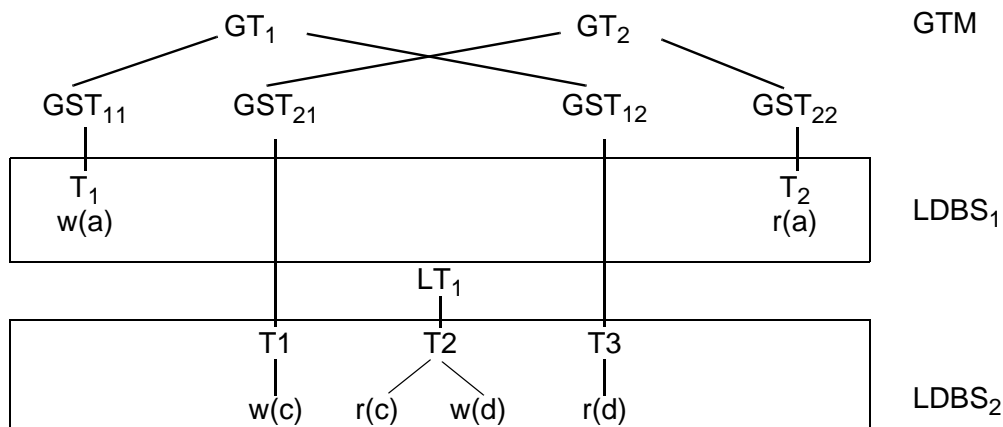 GT₁ GT₂ GTM
GST₁₁ GST₂₁ GST₁₂ GST₂₂
T₁ T₂
w(a) r(a) LDBS₁
LT₁
T1 T2 T3
w(c) r(c) w(d) r(d) LDBS₂